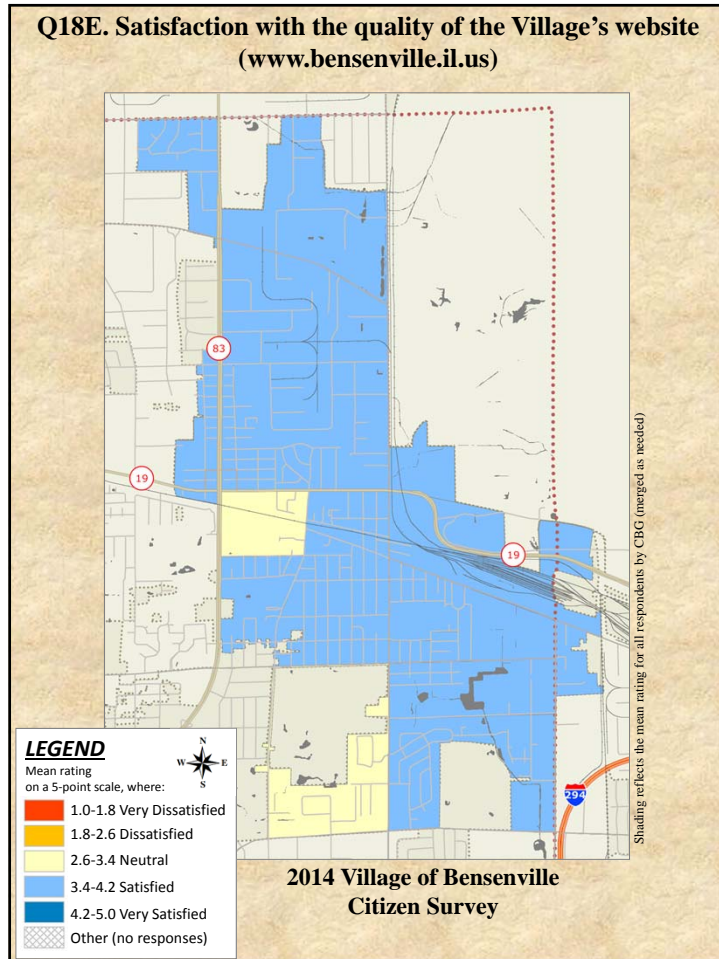 Q18E. Satisfaction with the quality of the Village’s website
(www.bensenville.il.us)
83
19
19
294
Shading reflects the mean rating for all respondents by CBG (merged as needed)
LEGEND
N
W E
S
Mean rating
on a 5-point scale, where:
1.0-1.8 Very Dissatisfied
1.8-2.6 Dissatisfied
2.6-3.4 Neutral
3.4-4.2 Satisfied
4.2-5.0 Very Satisfied
Other (no responses)
2014 Village of Bensenville
Citizen Survey